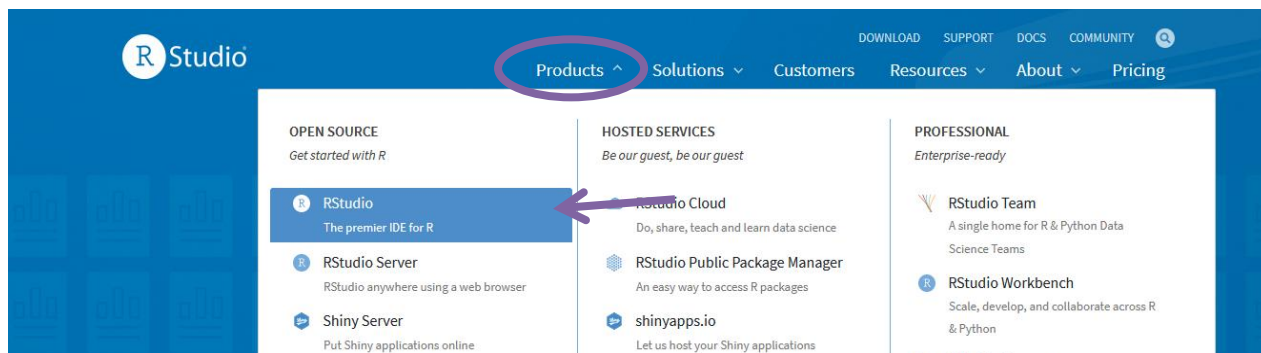 R Studio
DOWNLOAD SUPPORT DOCS COMMUNITY
Products Solutions Customers Resources About Pricing
OPEN SOURCE
Get started with R
R RStudio
The premier IDE for R
R RStudio Server
RStudio anywhere using a web browser
Shiny Server
Put Shiny applications online
HOSTED SERVICES
Be our guest, be our guest
RStudio Cloud
Do, share, teach and learn data science
RStudio Public Package Manager
An easy way to access R packages
shinyapps.io
Let us host your Shiny applications
PROFESSIONAL
Enterprise-ready
RStudio Team
A single home for R & Python Data
Science Teams
R RStudio Workbench
Scale, develop, and collaborate across R
& Python